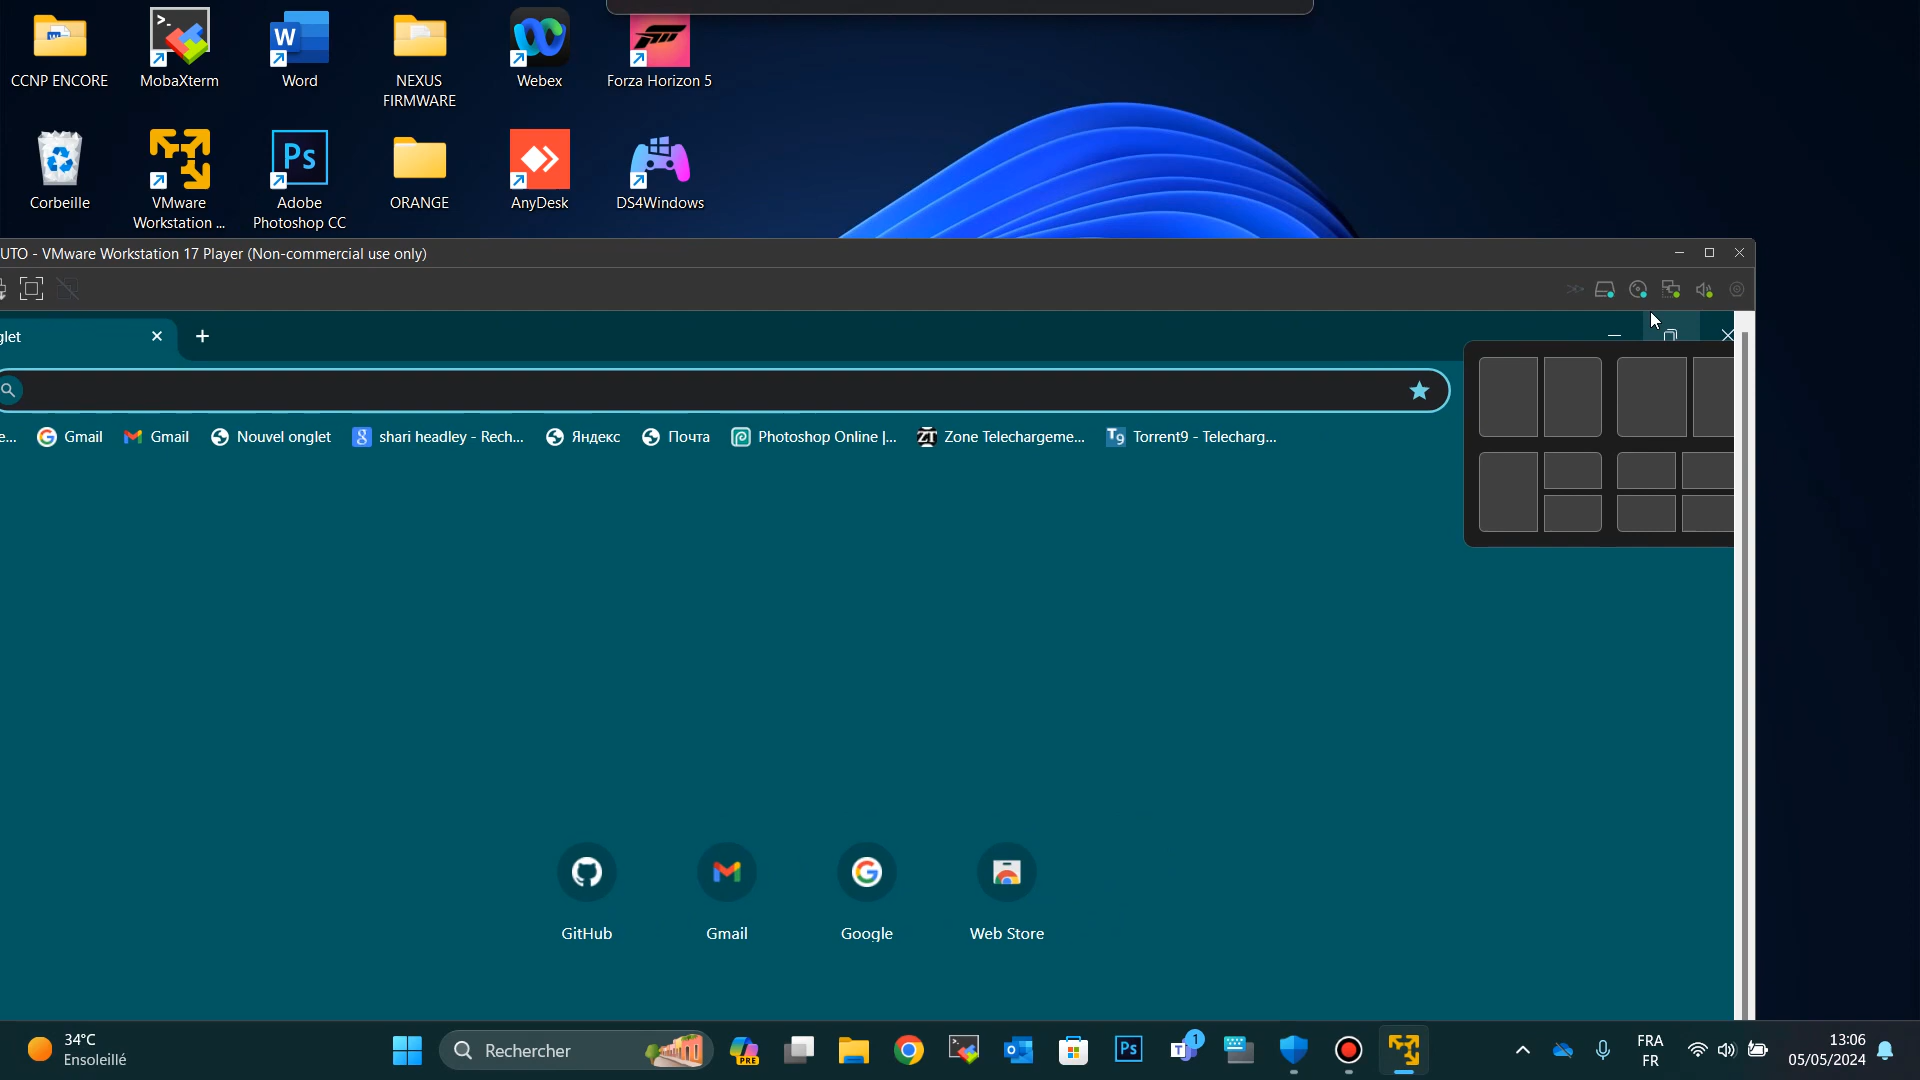 CCNP ENCORE
MobaXterm
Word
NEXUS
FIRMWARE
Webex
Forza Horizon 5
Corbeille
VMware
Workstation ...
Adobe
Photoshop CC
ORANGE
AnyDesk
DS4Windows
UTO - VMware Workstation 17 Player (Non-commercial use only)
glet
e... Gmail Gmail Nouvel onglet shari headley - Rech... Яндекс Почта Photoshop Online |... Zone Telechargeme... Torrent9 - Telecharg...
GitHub
Gmail
Google
Web Store
34°C
Ensoleillé
Rechercher
PRE
Ps
1
FRA
FR
13:06
05/05/2024